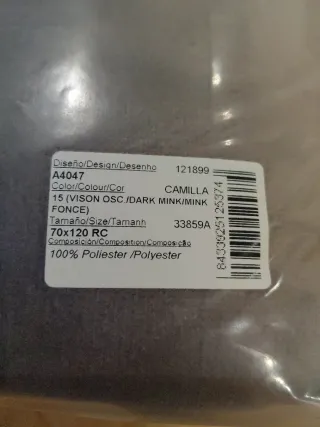 Diseño/Design/Desenho 121899
A4047
Color/Colour/Cor CAMILLA
15 (VISON OSC./DARK MINK/MINK
FONCE)
Tamaño/Size/Tamanh 33859A
70x120 RC
Composición/Composition/Composição
100% Poliester /Polyester
8433925125374